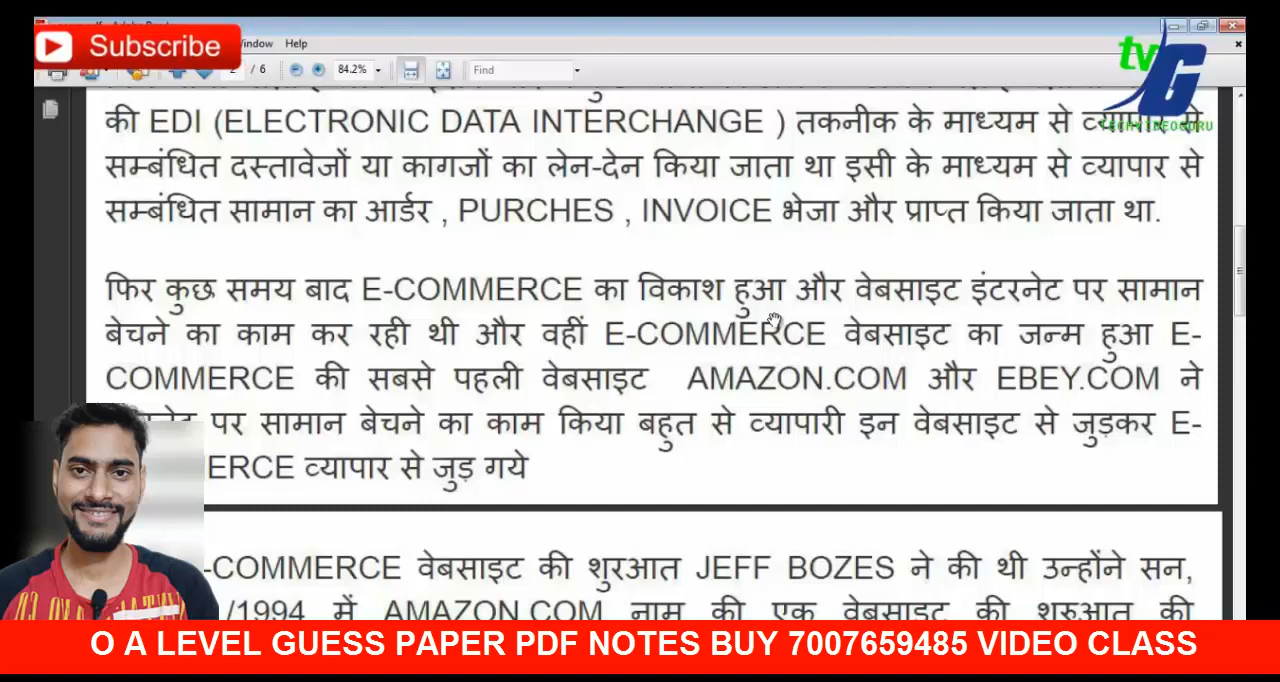 Subscribe
Window Help
2 / 6 84.2% Find
tv G
TECHVIDEOGURU
की EDI (ELECTRONIC DATA INTERCHANGE ) तकनीक के माध्यम से व्यापार से
सम्बंधित दस्तावेजों या कागजों का लेन-देन किया जाता था इसी के माध्यम से व्यापार से
सम्बंधित सामान का आर्डर , PURCHES , INVOICE भेजा और प्राप्त किया जाता था.
फिर कुछ समय बाद E-COMMERCE का विकाश हुआ और वेबसाइट इंटरनेट पर सामान
बेचने का काम कर रही थी और वहीं E-COMMERCE वेबसाइट का जन्म हुआ E-
COMMERCE की सबसे पहली वेबसाइट AMAZON.COM और EBEY.COM ने
पर सामान बेचने का काम किया बहुत से व्यापारी इन वेबसाइट से जुड़कर E-
ERCE व्यापार से जुड़ गये
-COMMERCE वेबसाइट की शुरआत JEFF BOZES ने की थी उन्होंने सन,
/1994 में AMAZON.COM नाम की एक वेबसाइट की शुरुआत की
O A LEVEL GUESS PAPER PDF NOTES BUY 7007659485 VIDEO CLASS